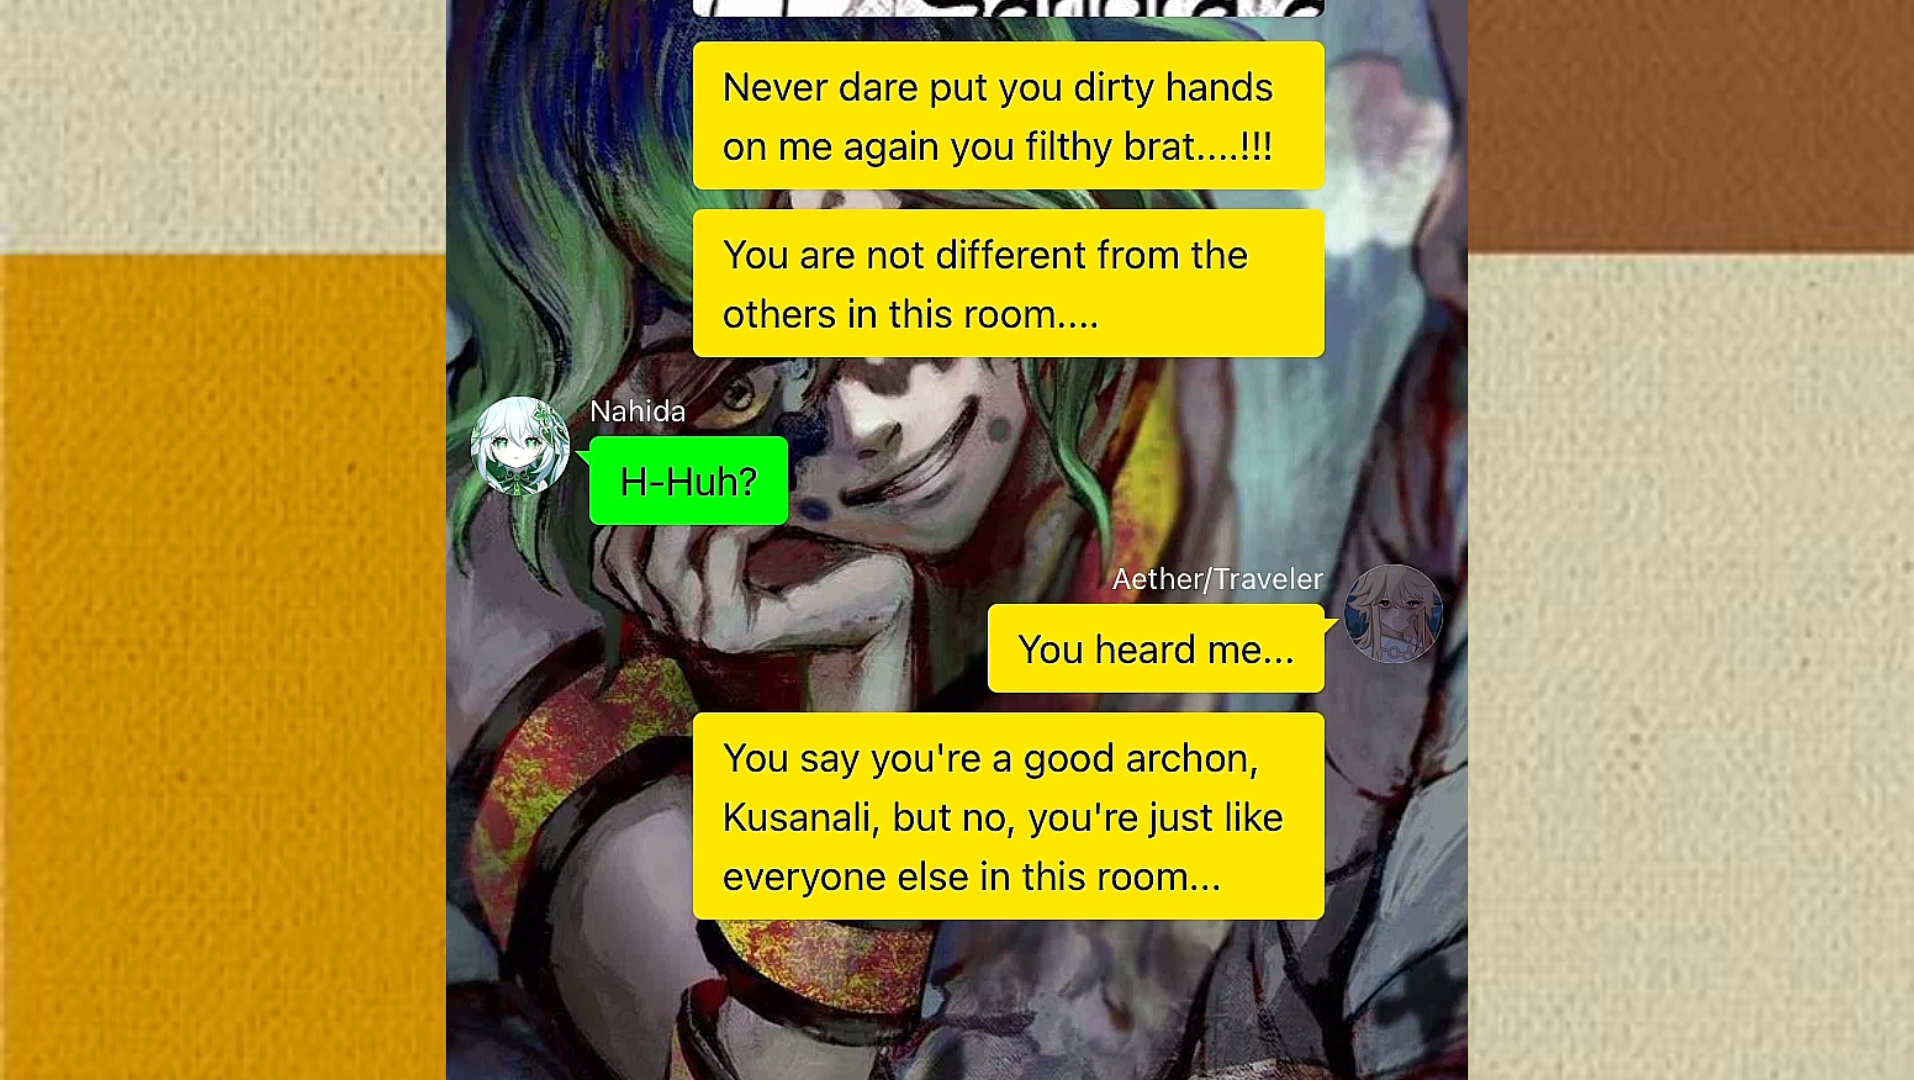 Never dare put you dirty hands
on me again you filthy brat....!!!
You are not different from the
others in this room....
Nahida
H-Huh?
Aether/Traveler
You heard me...
You say you're a good archon,
Kusanali, but no, you're just like
everyone else in this room...